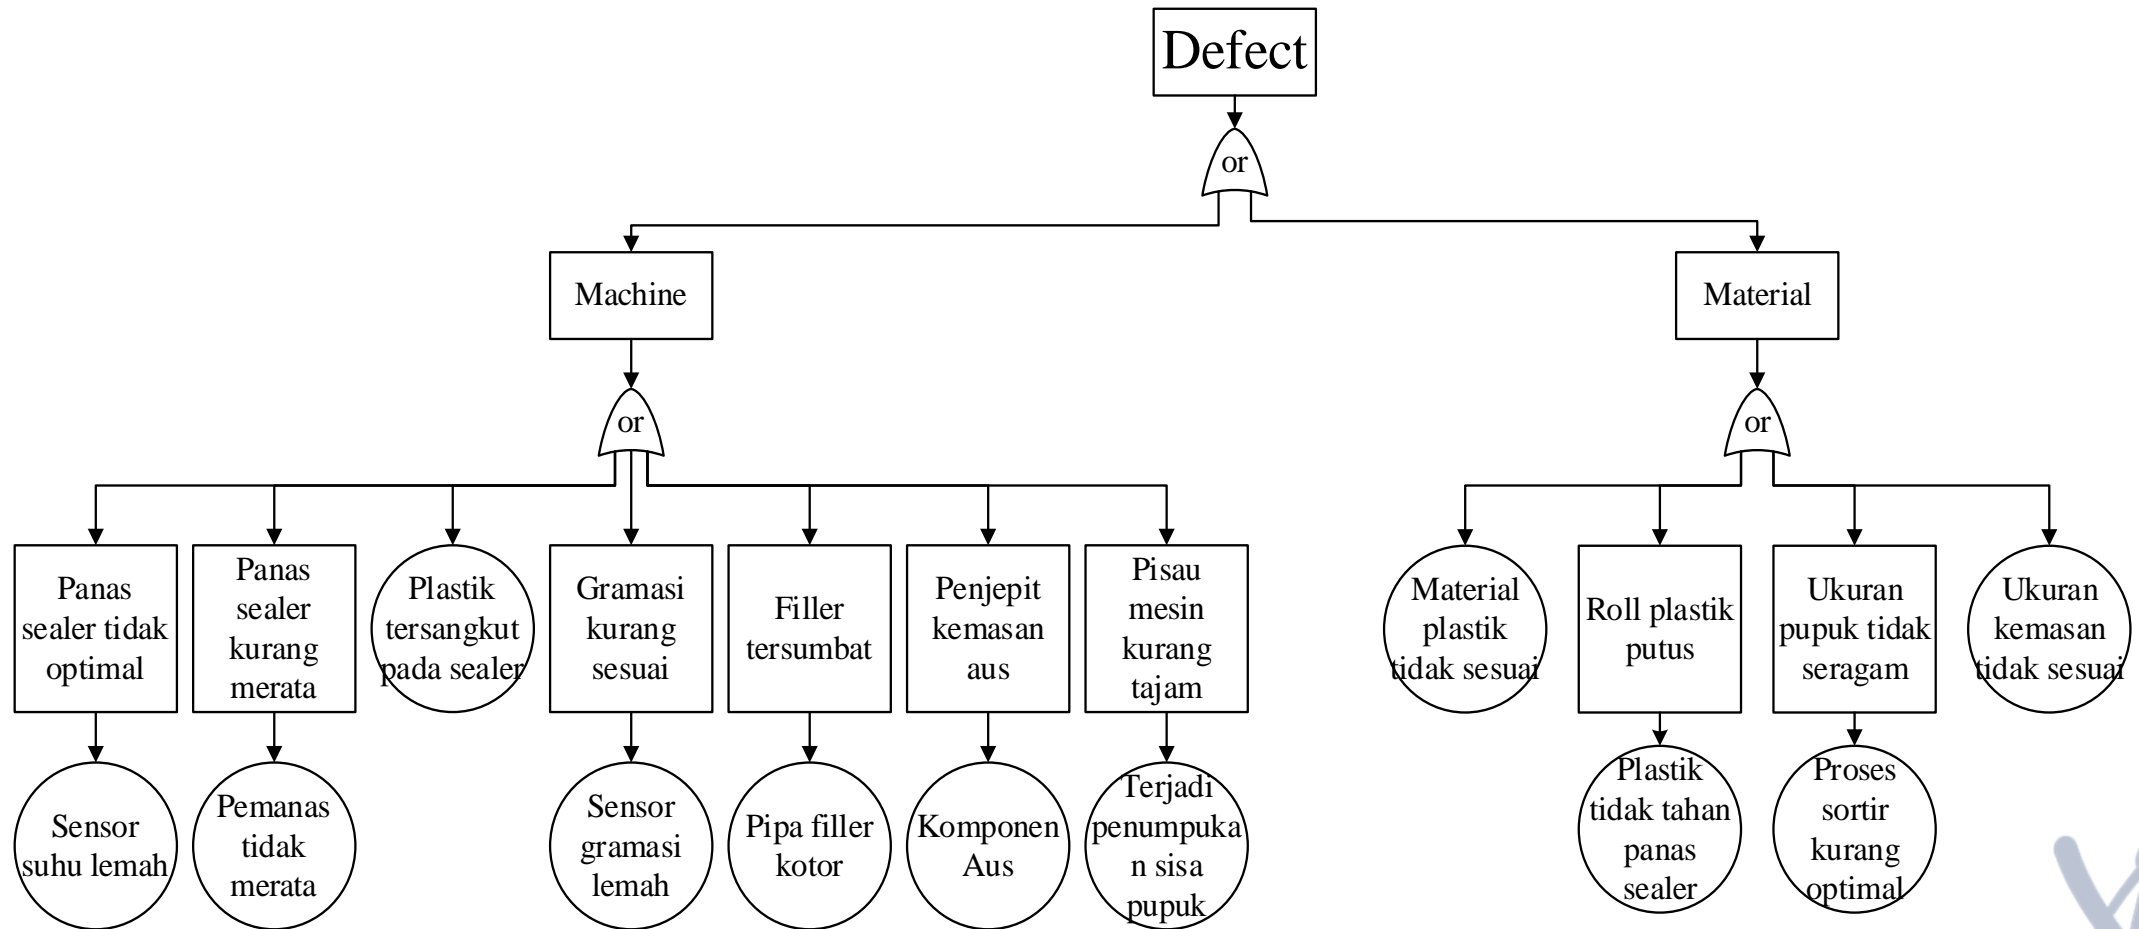 Defect
or
Machine
Material
or
or
Panas
sealer tidak
optimal
Panas
sealer
kurang
merata
Plastik
tersangkut
pada sealer
Gramasi
kurang
sesuai
Filler
tersumbat
Penjepit
kemasan
aus
Pisau
mesin
kurang
tajam
Material
plastik
tidak sesuai
Roll plastik
putus
Ukuran
pupuk tidak
seragam
Ukuran
kemasan
tidak sesuai
Sensor
suhu lemah
Pemanas
tidak
merata
Sensor
gramasi
lemah
Pipa filler
kotor
Komponen
Aus
Terjadi
penumpuka
n sisa
pupuk
Plastik
tidak tahan
panas
sealer
Proses
sortir
kurang
optimal